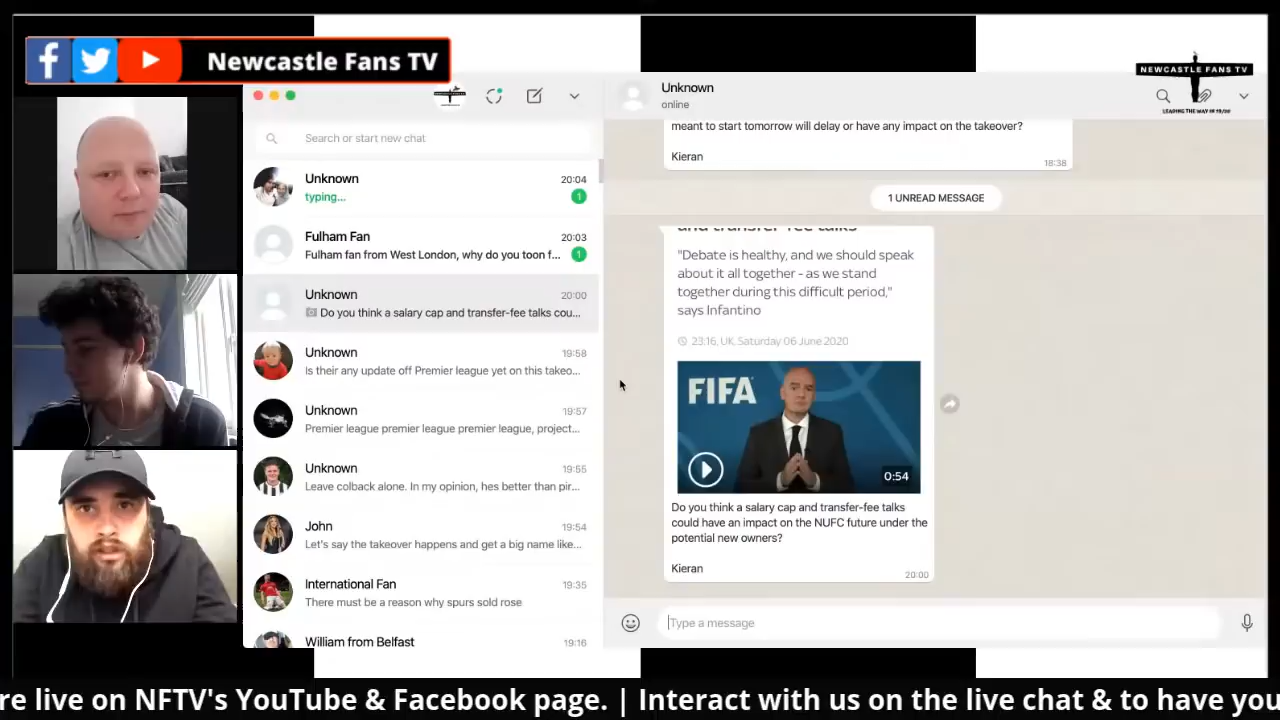 Newcastle Fans TV
NEWCASTLE FANS TV
LEADING THE WAY IN 19/20
Search or start new chat
Unknown
20:04
typing...
1
Fulham Fan
20:03
Fulham fan from West London, why do you toon f...
1
Unknown
20:00
Do you think a salary cap and transfer-fee talks cou...
Unknown
19:58
Is their any update off Premier league yet on this takeo...
Unknown
19:57
Premier league premier league premier league, project...
Unknown
19:55
Leave colback alone. In my opinion, hes better than pir...
John
19:54
Let's say the takeover happens and get a big name like...
International Fan
19:35
There must be a reason why spurs sold rose
William from Belfast
19:16
Unknown
online
meant to start tomorrow will delay or have any impact on the takeover?
Kieran
18:38
1 UNREAD MESSAGE
and transfer-fee talks
"Debate is healthy, and we should speak
about it all together - as we stand
together during this difficult period,"
says Infantino
23:16, UK, Saturday 06 June 2020
FIFA
0:54
Do you think a salary cap and transfer-fee talks
could have an impact on the NUFC future under the
potential new owners?
Kieran
20:00
Type a message
re live on NFTV's YouTube & Facebook page. | Interact with us on the live chat & to have you